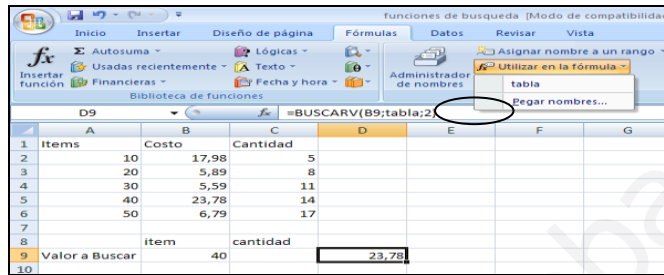 funciones de busqueda [Modo de compatibilidad
Inicio Insertar Diseño de página Fórmulas Datos Revisar Vista
fx Insertar función
Σ Autosuma
Usadas recientemente
Financieras
Lógicas
Texto
Fecha y hora
Biblioteca de funciones
Administrador de nombres
Asignar nombre a un rango
Utilizar en la fórmula
tabla
Pegar nombres...
D9 fx =BUSCARV(B9;tabla;2)
A B C D E F G
1 Items Costo Cantidad
2 10 17,98 5
3 20 5,89 8
4 30 5,59 11
5 40 23,78 14
6 50 6,79 17
7
8 item cantidad
9 Valor a Buscar 40 23,78
10